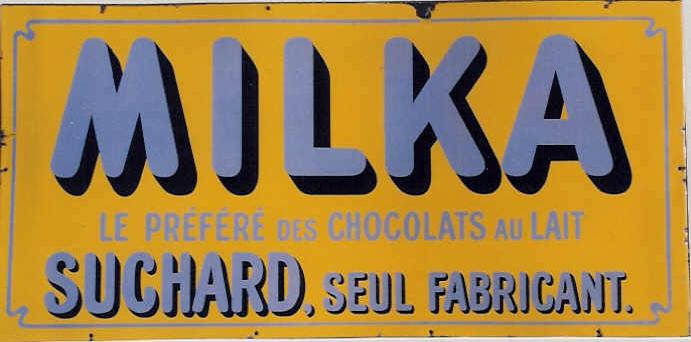 MILKA
LE PRÉFÉRÉ DES CHOCOLATS AU LAIT
SUCHARD, SEUL FABRICANT.